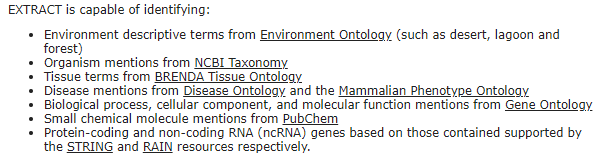 EXTRACT is capable of identifying:
• Environment descriptive terms from Environment Ontology (such as desert, lagoon and
forest)
• Organism mentions from NCBI Taxonomy
• Tissue terms from BRENDA Tissue Ontology
• Disease mentions from Disease Ontology and the Mammalian Phenotype Ontology
• Biological process, cellular component, and molecular function mentions from Gene Ontology
• Small chemical molecule mentions from PubChem
• Protein-coding and non-coding RNA (ncRNA) genes based on those contained supported by
the STRING and RAIN resources respectively.